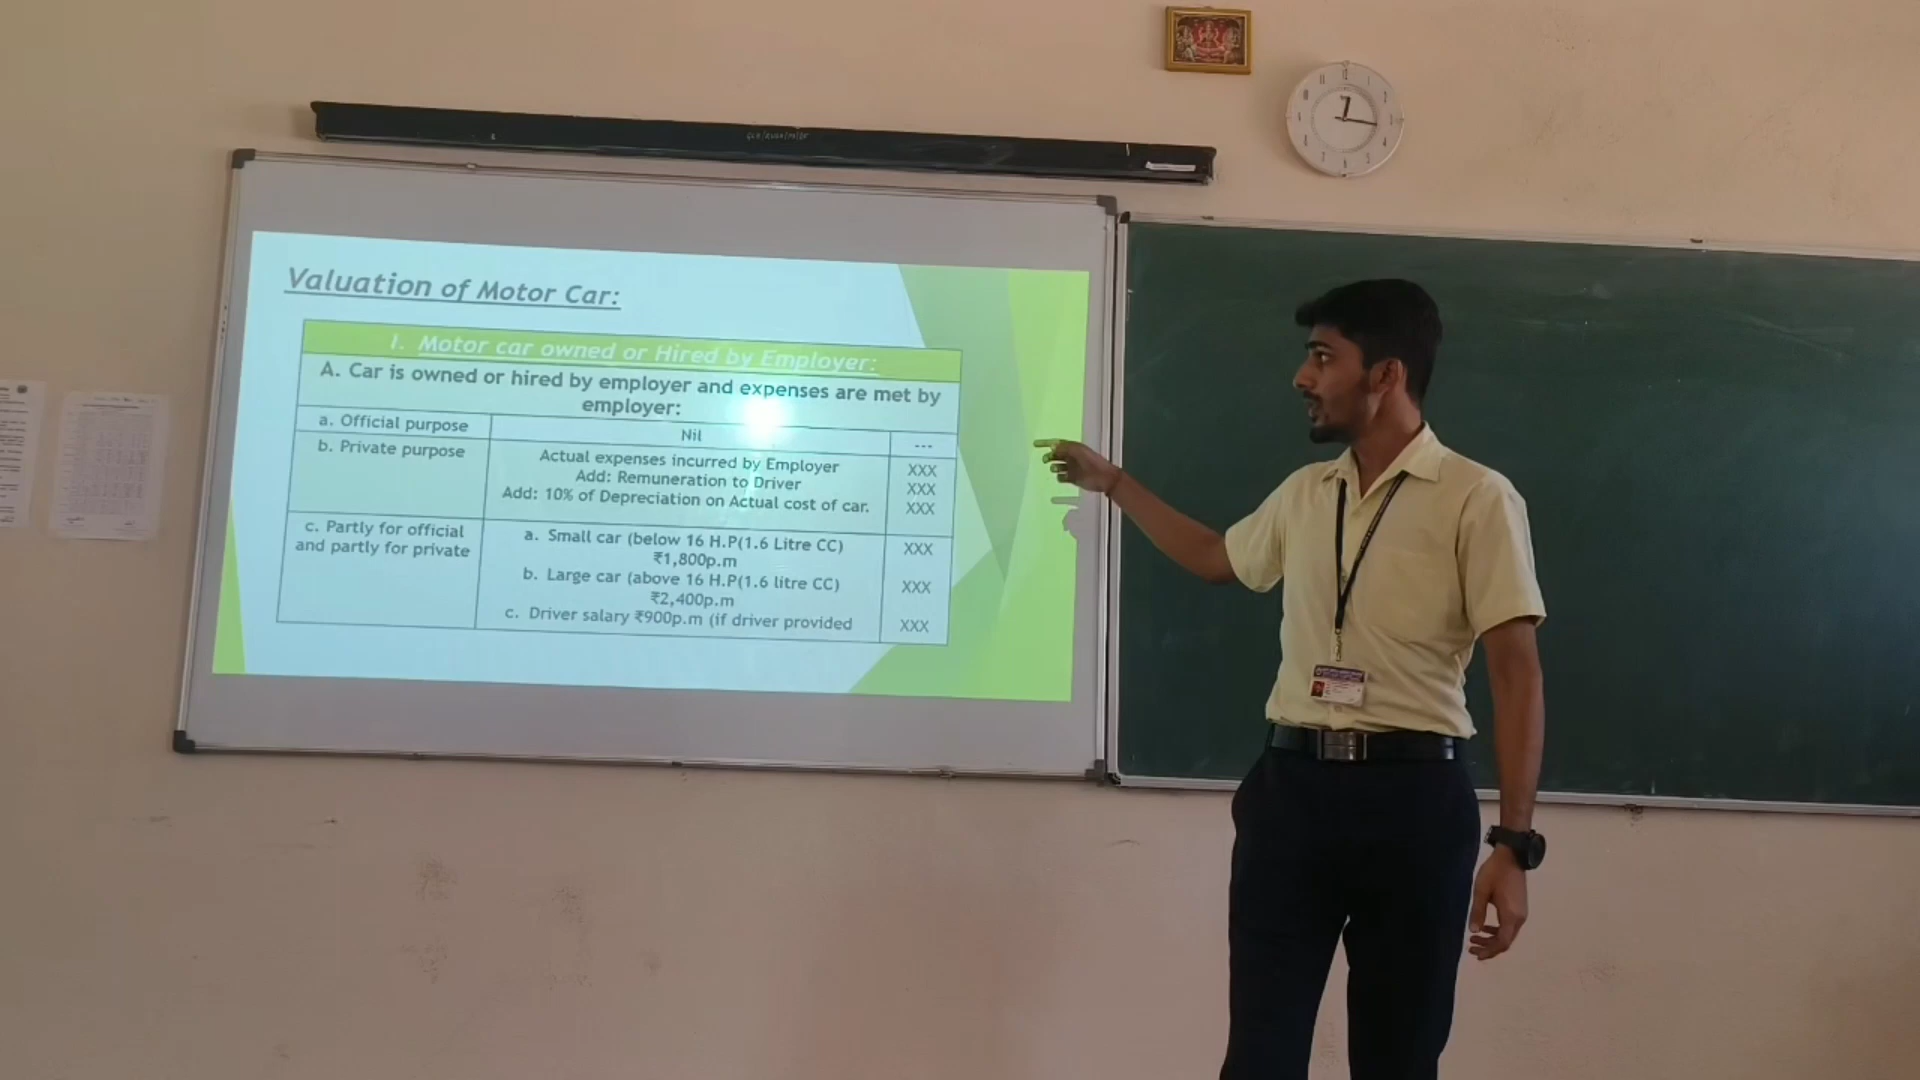 Valuation of Motor Car:
I. Motor car owned or Hired by Employer:
A. Car is owned or hired by employer and expenses are met by
employer:
a. Official purpose
Nil
---
b. Private purpose
Actual expenses incurred by Employer
XXX
Add: Remuneration to Driver
XXX
Add: 10% of Depreciation on Actual cost of car.
XXX
c. Partly for official
and partly for private
a. Small car (below 16 H.P(1.6 Litre CC)
₹1,800p.m
XXX
b. Large car (above 16 H.P(1.6 litre CC)
₹2,400p.m
XXX
c. Driver salary ₹900p.m (if driver provided
XXX